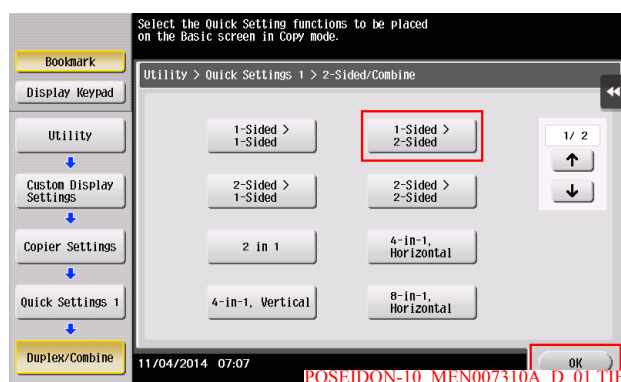 Select the Quick Setting functions to be placed
on the Basic screen in Copy mode.
Bookmark
Display Keypad
Utility
Custom Display
Settings
Copier Settings
Quick Settings 1
Duplex/Combine
Utility > Quick Settings 1 > 2-Sided/Combine
1-Sided >
1-Sided
1-Sided >
2-Sided
2-Sided >
1-Sided
2-Sided >
2-Sided
2 in 1
4-in-1,
Horizontal
4-in-1, Vertical
8-in-1,
Horizontal
1/ 2
11/04/2014 07:07
OK
POSEIDON-10_MEN007310A_D_01.TIF